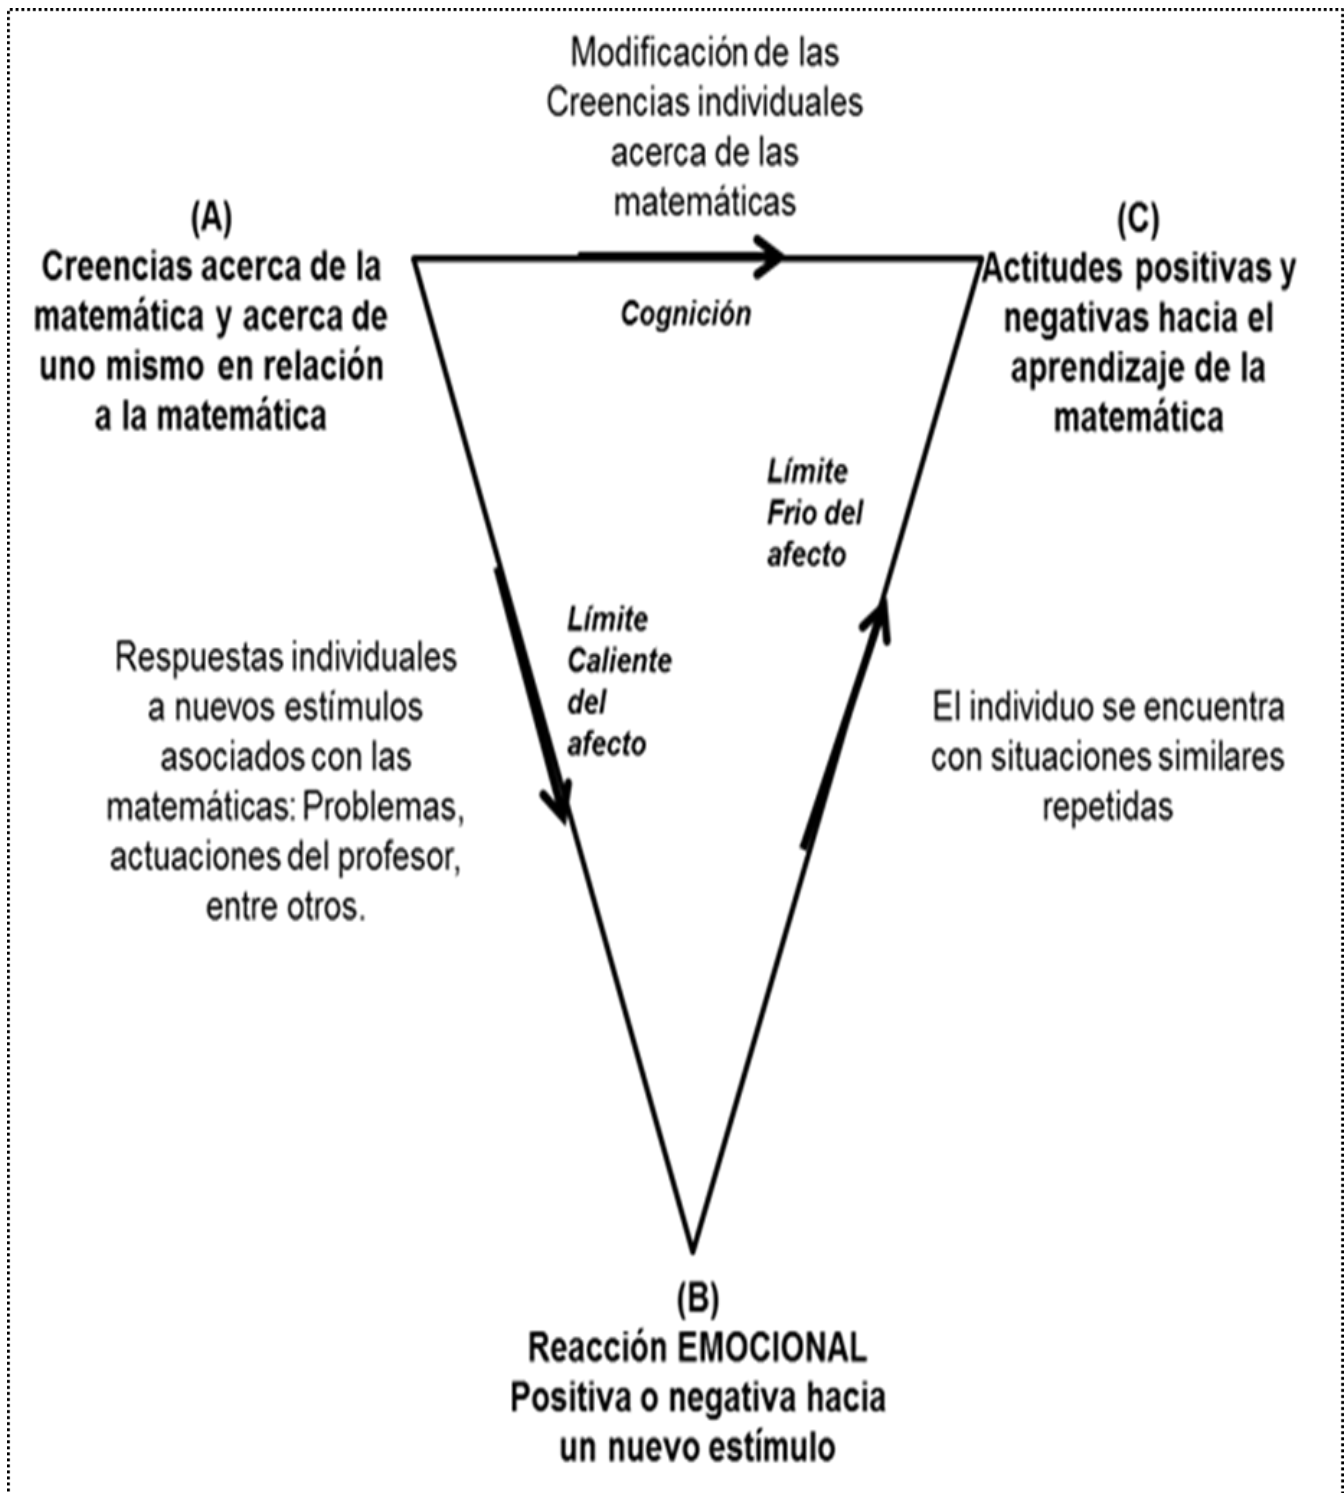 Modificación de las
Creencias individuales
acerca de las
matemáticas
(A)
Creencias acerca de la
matemática y acerca de
uno mismo en relación
a la matemática
Cognición
(C)
Actitudes positivas y
negativas hacia el
aprendizaje de la
matemática
Límite
Frio del
afecto
Límite
Caliente
del
afecto
Respuestas individuales
a nuevos estímulos
asociados con las
matemáticas: Problemas,
actuaciones del profesor,
entre otros.
El individuo se encuentra
con situaciones similares
repetidas
(B)
Reacción EMOCIONAL
Positiva o negativa hacia
un nuevo estímulo